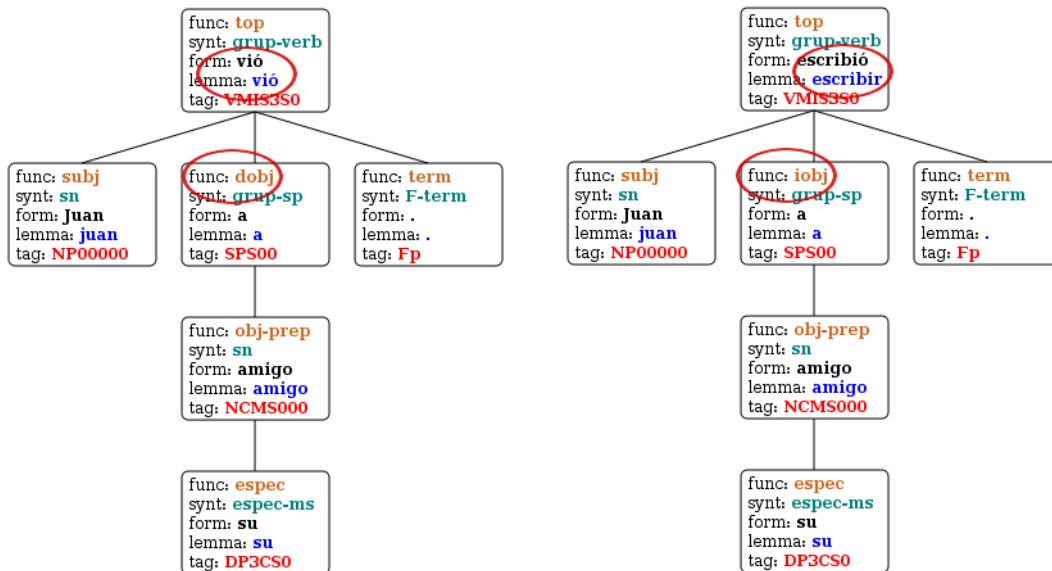 func: top
synt: grup-verb
form: vió
lemma: vió
tag: VMIS3S0
func: subj
synt: sn
form: Juan
lemma: juan
tag: NP00000
func: dobj
synt: grup-sp
form: a
lemma: a
tag: SPS00
func: term
synt: F-term
form: .
lemma: .
tag: Fp
func: obj-prep
synt: sn
form: amigo
lemma: amigo
tag: NCMS000
func: espec
synt: espec-ms
form: su
lemma: su
tag: DP3CS0
func: top
synt: grup-verb
form: escribió
lemma: escribir
tag: VMIS3S0
func: subj
synt: sn
form: Juan
lemma: juan
tag: NP00000
func: iobj
synt: grup-sp
form: a
lemma: a
tag: SPS00
func: term
synt: F-term
form: .
lemma: .
tag: Fp
func: obj-prep
synt: sn
form: amigo
lemma: amigo
tag: NCMS000
func: espec
synt: espec-ms
form: su
lemma: su
tag: DP3CS0